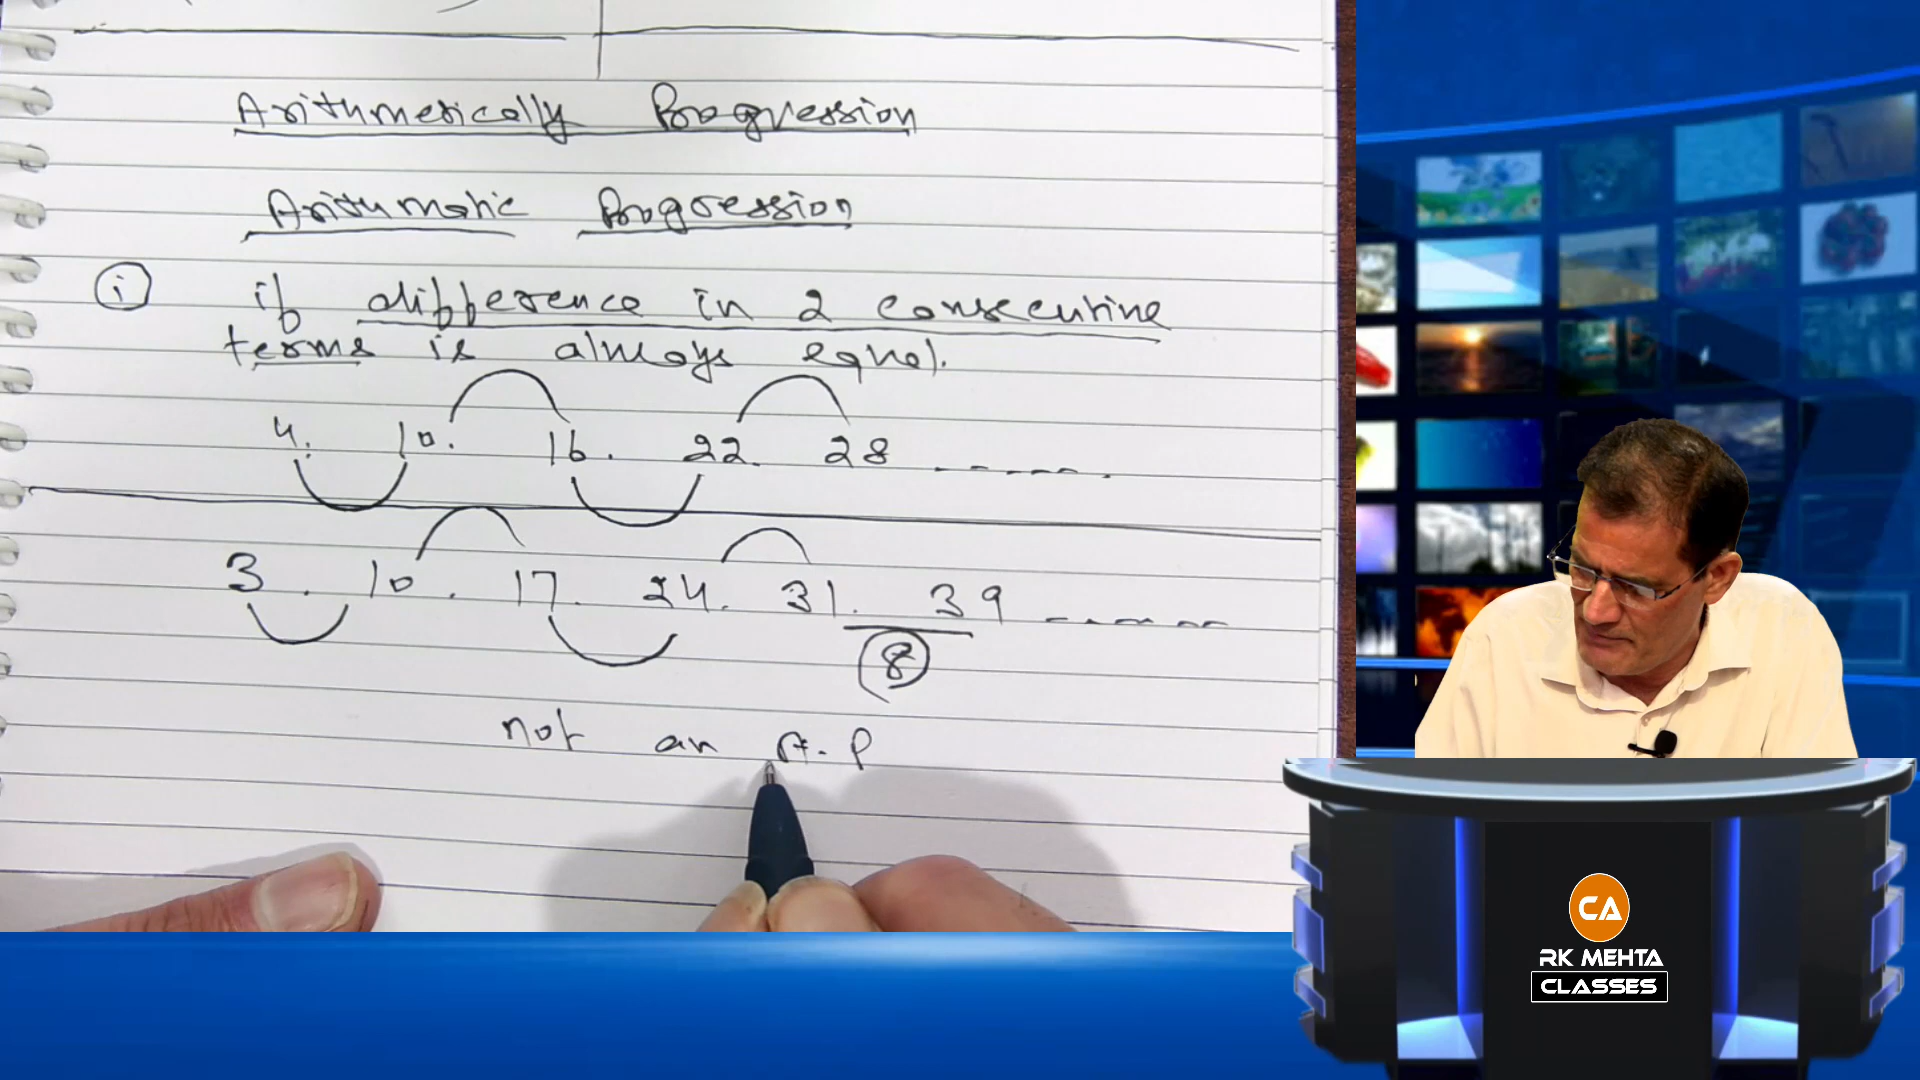 Arithmetically Progression
Arithmatic Progression
i if difference in 2 consecutive
terms is always equal.
4. 10. 16. 22. 28 ------.
3. 10. 17. 24. 31. 39 ------
8
not an A.P
CA
RK MEHTA
CLASSES